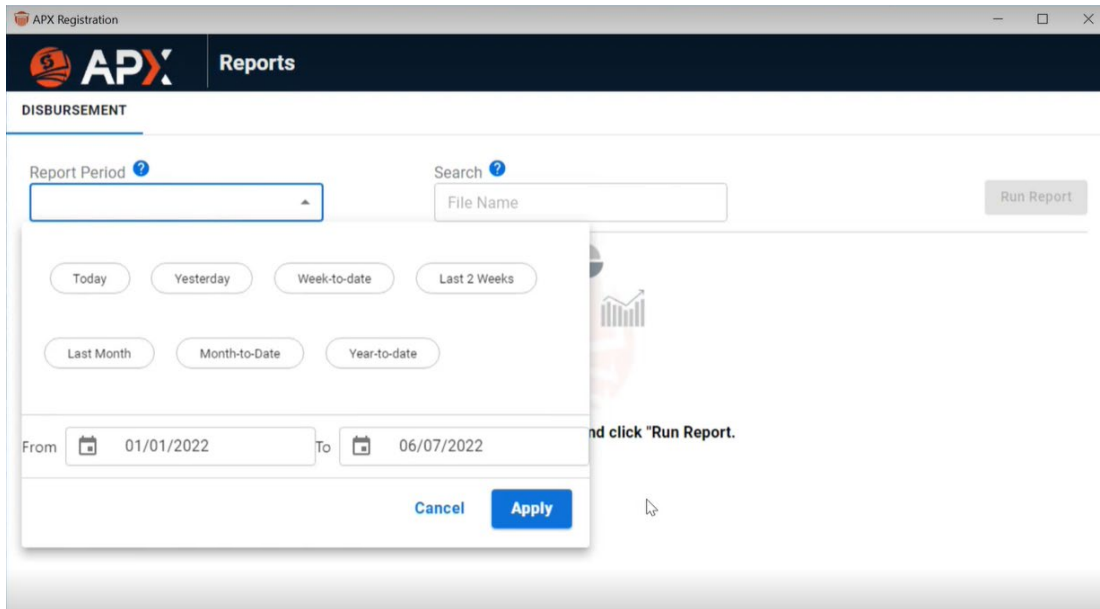 APX Registration
APX Reports
DISBURSEMENT
Report Period ? Search ?
File Name Run Report
Today Yesterday Week-to-date Last 2 Weeks
Last Month Month-to-Date Year-to-date
nd click "Run Report.
From 01/01/2022 To 06/07/2022
Cancel Apply